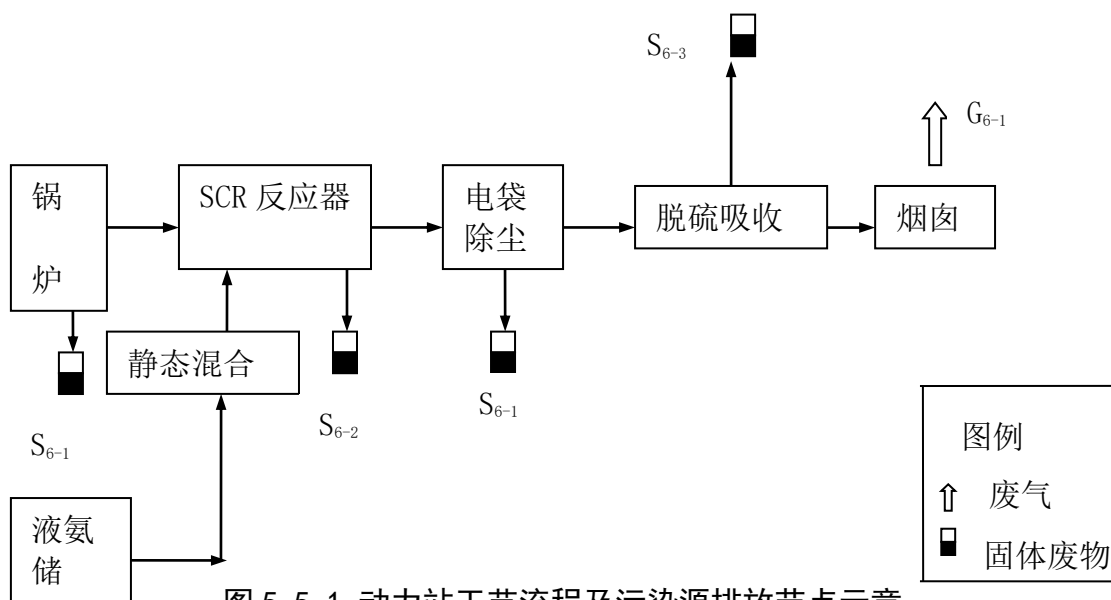 S₆₋₃
G₆₋₁
锅
炉
SCR 反应器
电袋
除尘
脱硫吸收
烟囱
静态混合
S₆₋₁
S₆₋₂
S₆₋₁
液氨
储
图例
废气
固体废物
图 5.5-1 动力站工艺流程及污染源排放节点示意